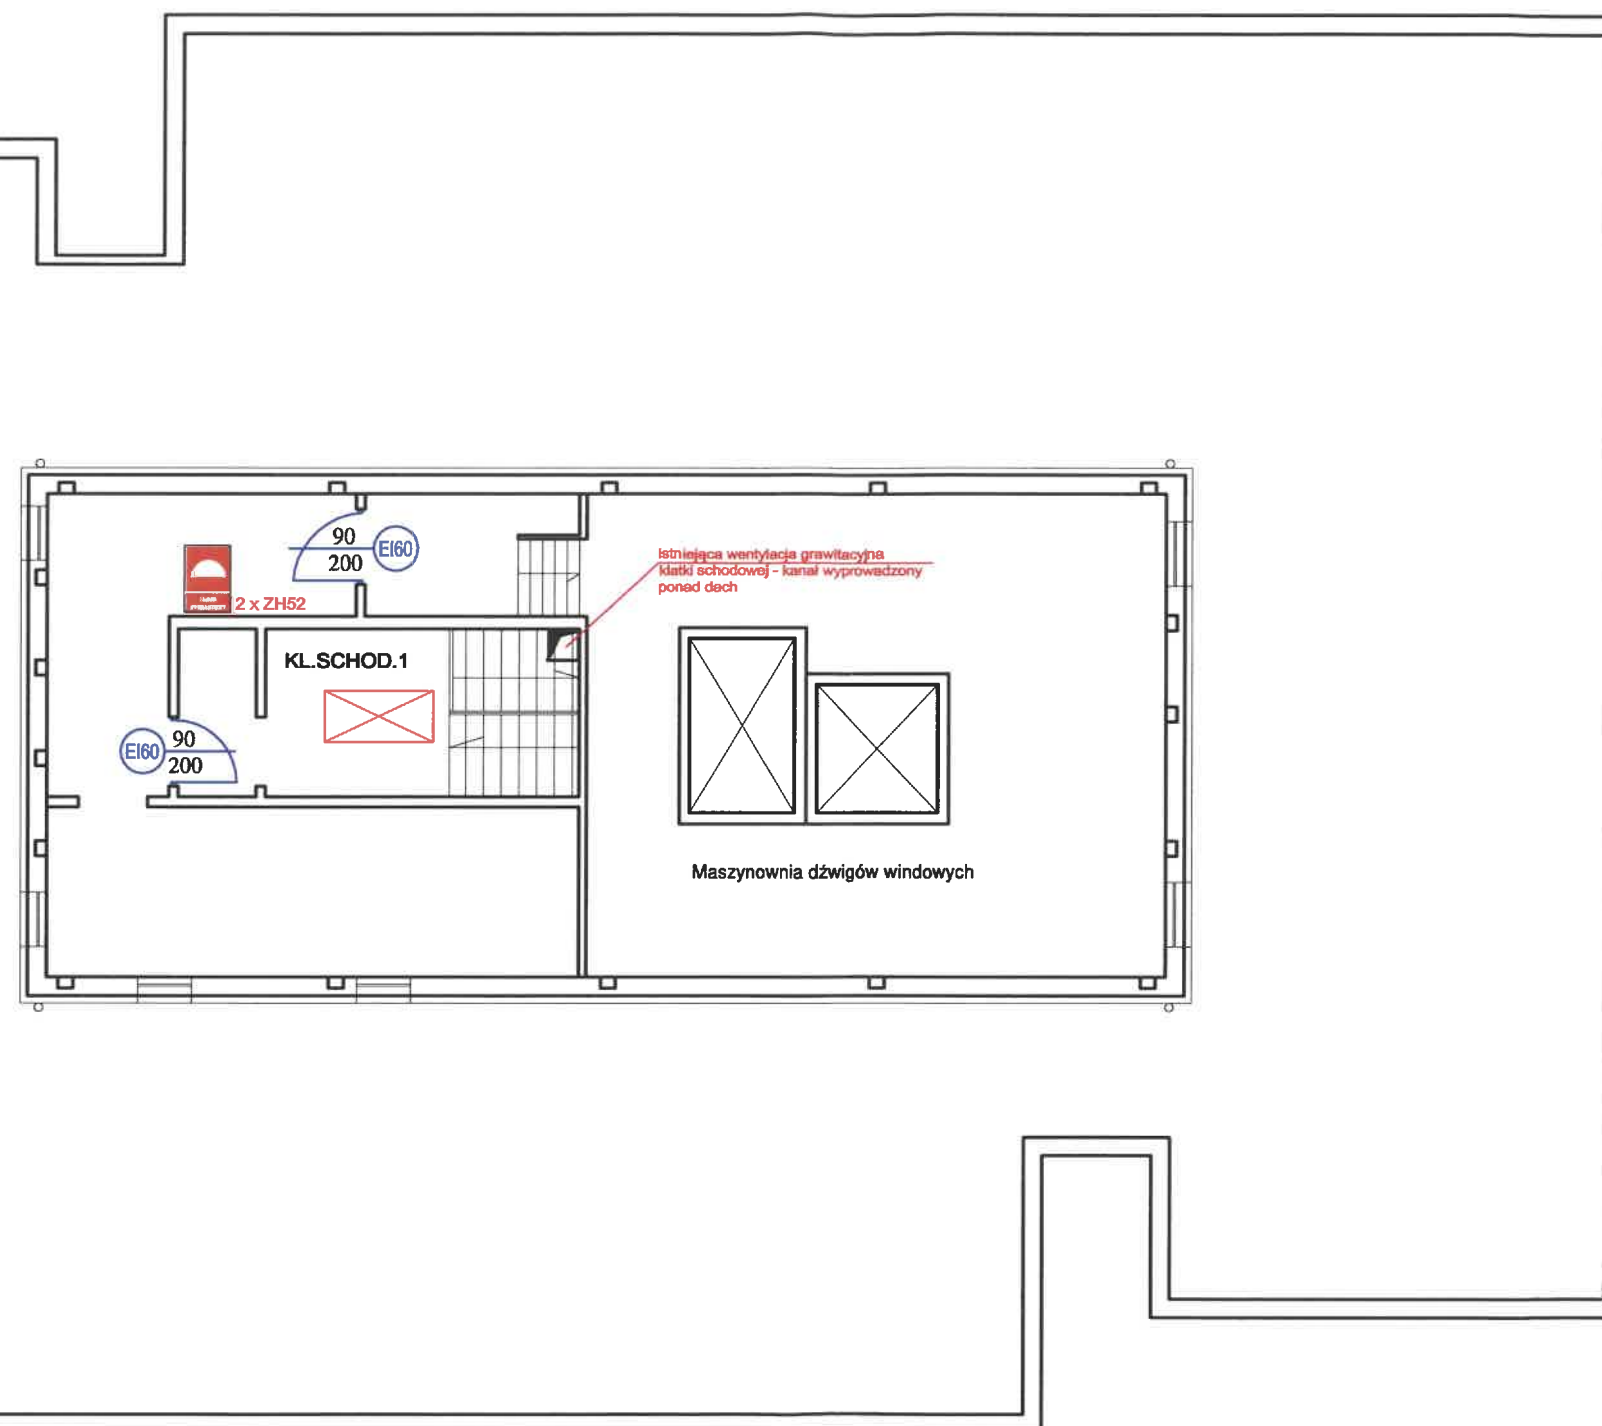 90
200
EI60
2 x ZH52
Istniejąca wentylacja grawitacyjna
klatki schodowej - kanał wyprowadzony
ponad dach
KL.SCHOD.1
EI60
90
200
Maszynownia dźwigów windowych